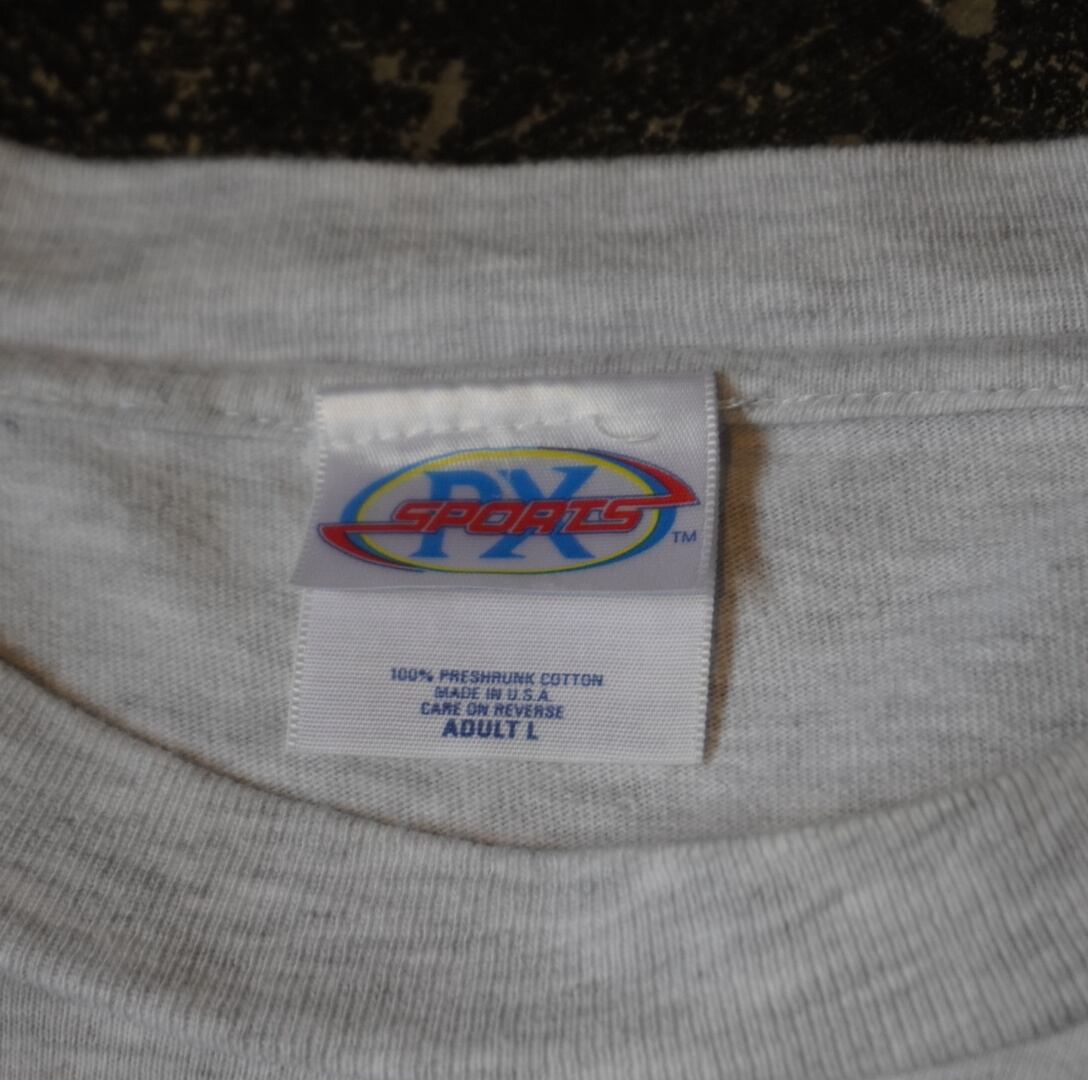 PX
SPORTS
TM
100% PRESHRUNK COTTON
MADE IN U.S.A.
CARE ON REVERSE
ADULT L